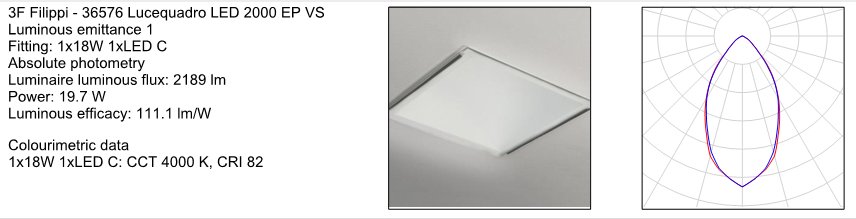 3F Filippi - 36576 Lucequadro LED 2000 EP VS
Luminous emittance 1
Fitting: 1x18W 1xLED C
Absolute photometry
Luminaire luminous flux: 2189 lm
Power: 19.7 W
Luminous efficacy: 111.1 lm/W
Colourimetric data
1x18W 1xLED C: CCT 4000 K, CRI 82